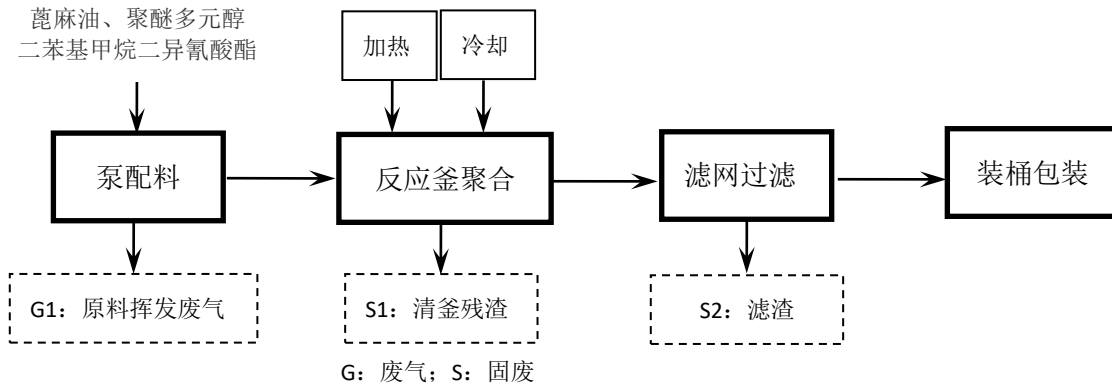 蓖麻油、聚醚多元醇
二苯基甲烷二异氰酸酯
加热
冷却
泵配料
反应釜聚合
滤网过滤
装桶包装
G1：原料挥发废气
S1：清釜残渣
S2：滤渣
G：废气；S：固废